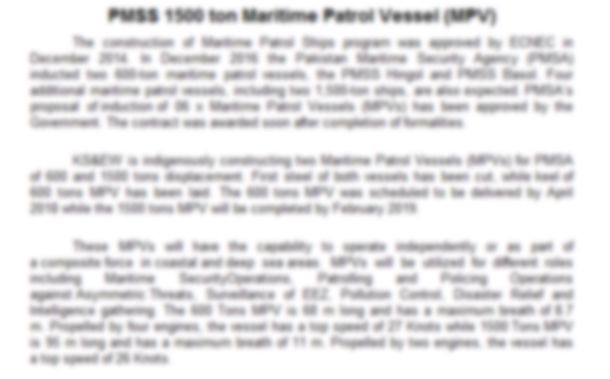 PMSS 1500 ton Maritime Patrol Vessel (MPV)
The construction of Maritime Patrol Ships program was approved by ECNEC in
December 2014. In December 2016 the Pakistan Maritime Security Agency (PMSA)
inducted two 600-ton maritime patrol vessels, the PMSS Hingol and PMSS Basol. Four
additional maritime patrol vessels, including two 1,500-ton ships, are also expected. PMSA's
proposal of induction of 06 x Maritime Patrol Vessels (MPVs) has been approved by the
Government. The contract was awarded soon after completion of formalities.
KS&EW is indigenously constructing two Maritime Patrol Vessels (MPVs) for PMSA
of 600 and 1500 tons displacement. First steel of both vessels has been cut, while keel of
600 tons MPV has been laid. The 600 tons MPV was scheduled to be delivered by April
2018 while the 1500 tons MPV will be completed by February 2019.
These MPVs will have the capability to operate independently or as part of
a composite force in coastal and deep sea areas. MPVs will be utilized for different roles
including Maritime SecurityOperations, Patrolling and Policing Operations
against Asymmetric Threats, Surveillance of EEZ, Pollution Control, Disaster Relief and
Intelligence gathering. The 600 Tons MPV is 68 m long and has a maximum breath of 8.7
m. Propelled by four engines, the vessel has a top speed of 27 Knots while 1500 Tons MPV
is 95 m long and has a maximum breath of 11 m. Propelled by two engines, the vessel has
a top speed of 26 Knots.